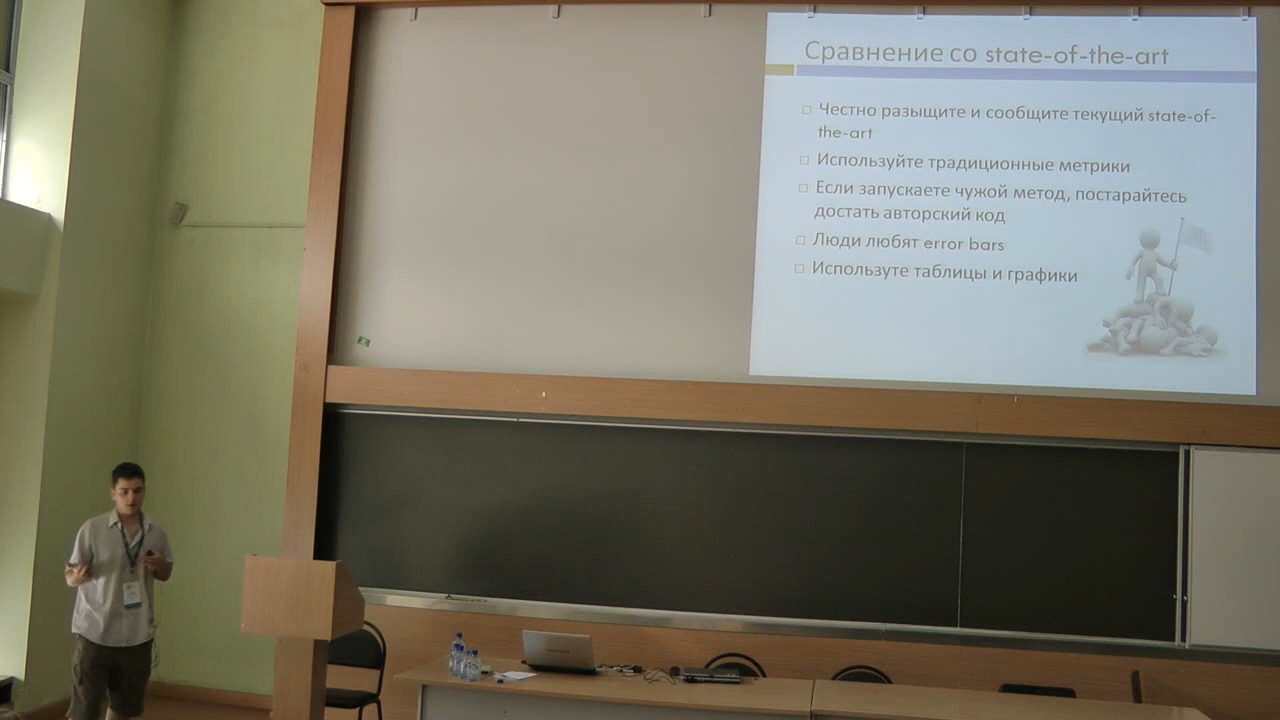 Сравнение со state-of-the-art
Честно разыщите и сообщите текущий state-of-
the-art
Используйте традиционные метрики
Если запускаете чужой метод, постарайтесь
достать авторский код
Люди любят error bars
Используте таблицы и графики